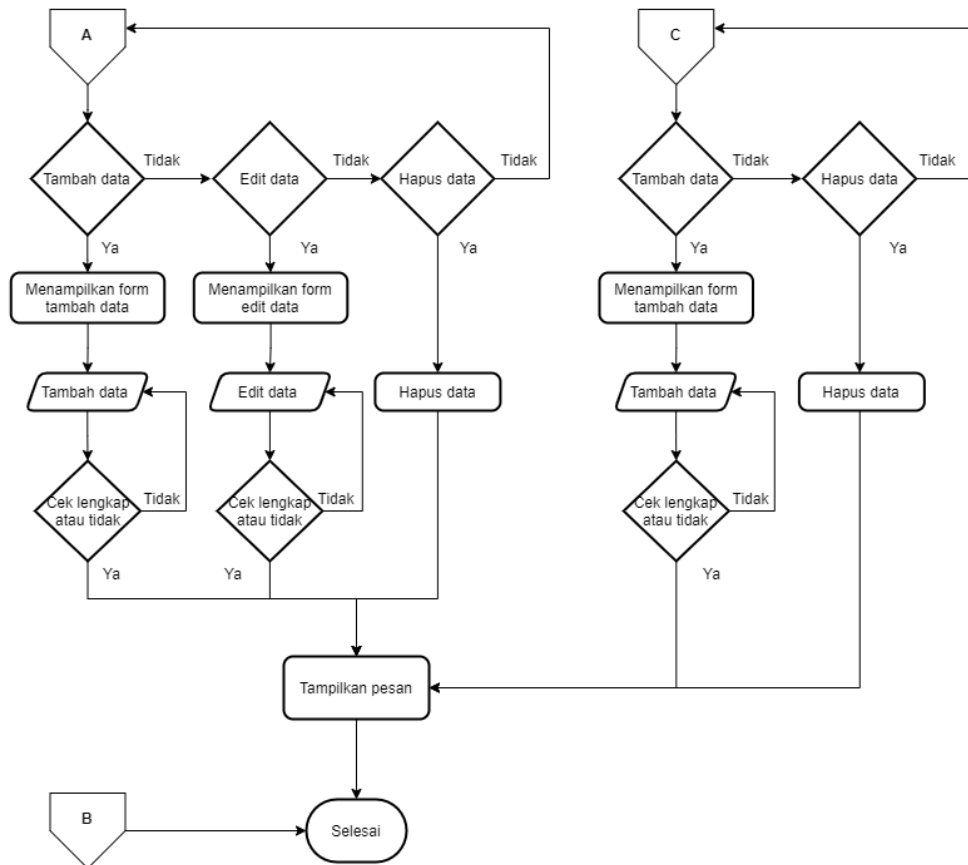 A
C
Tidak
Tidak
Tidak
Tidak
Tidak
Tambah data
Edit data
Hapus data
Tambah data
Hapus data
Ya
Ya
Ya
Ya
Ya
Menampilkan form
tambah data
Menampilkan form
edit data
Menampilkan form
tambah data
Tambah data
Edit data
Hapus data
Tambah data
Hapus data
Cek lengkap
atau tidak
Tidak
Cek lengkap
atau tidak
Tidak
Cek lengkap
atau tidak
Tidak
Ya
Ya
Ya
Tampilkan pesan
B
Selesai